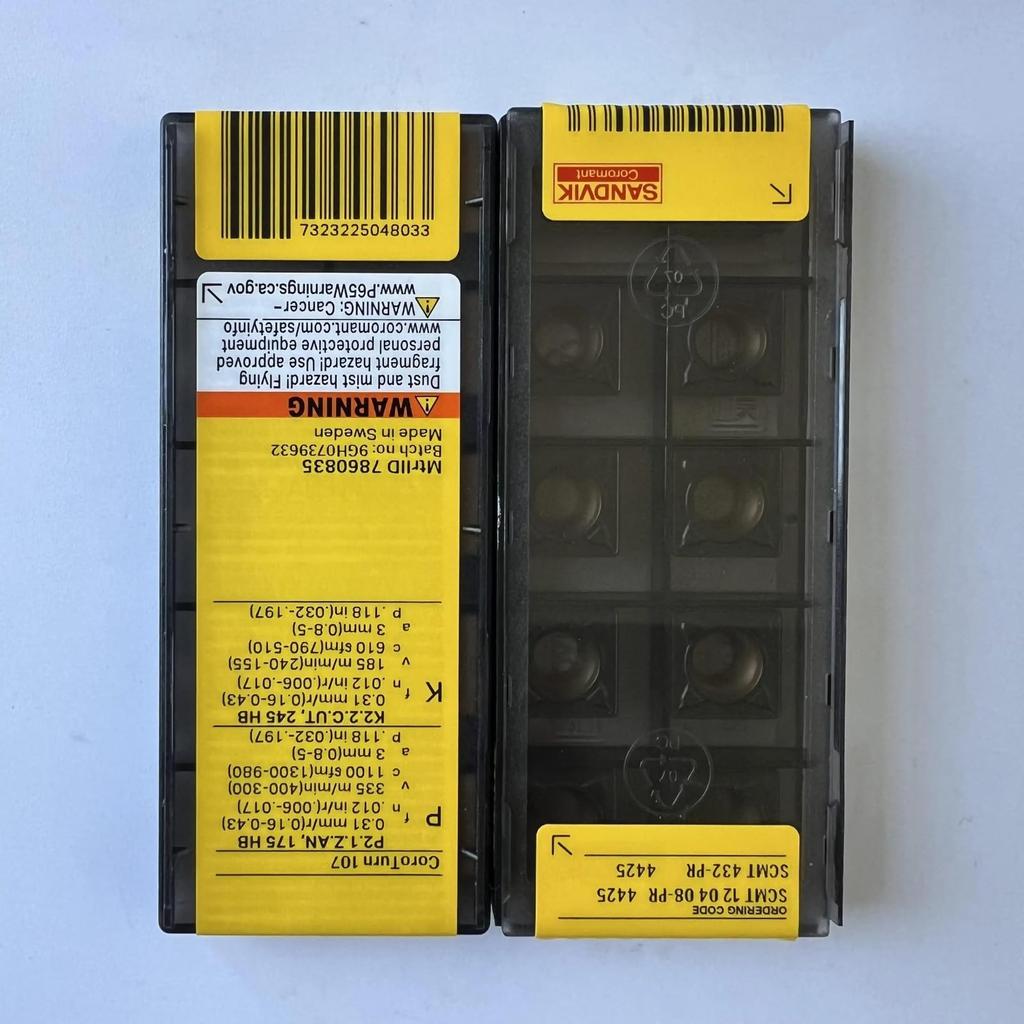 CoroTurn 107
P2.1.Z.AN, 175 HB
P
f n 0.31 mm/r(0.16-0.43)
.012 in/r(.006-.017)
v c 335 m/min(400-300)
1100 sfm(1300-980)
a p 3 mm(0.8-5)
.118 in(.032-.197)
K2.2.C.UT, 245 HB
K
f n 0.31 mm/r(0.16-0.43)
.012 in/r(.006-.017)
v c 185 m/min(240-155)
610 sfm(790-510)
a p 3 mm(0.8-5)
.118 in(.032-.197)
MtrlID 7860835
Batch no: 9GH0739632
Made in Sweden
WARNING
Dust and mist hazard! Flying
fragment hazard! Use approved
personal protective equipment
www.coromant.com/safetyinfo
WARNING: Cancer–
www.P65Warnings.ca.gov
7323225048033
ORDERING CODE
SCMT 12 04 08-PR 4425
SCMT 432-PR 4425
07
PC
07
PC
SANDVIK
Coromant